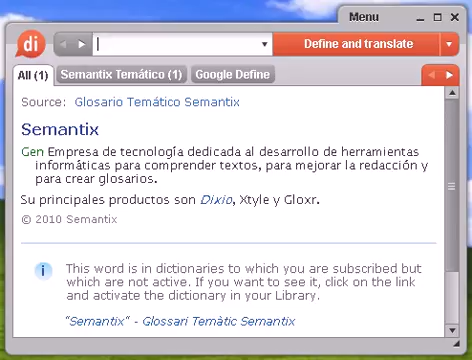 Menu
di
Define and translate
All (1)
Semantix Temático (1)
Google Define
Source: Glosario Temático Semantix
Semantix
Gen Empresa de tecnología dedicada al desarrollo de herramientas
informáticas para comprender textos, para mejorar la redacción y
para crear glosarios.
Su principales productos son Dixio, Xtyle y Gloxr.
© 2010 Semantix
i
This word is in dictionaries to which you are subscribed but
which are not active. If you want to see it, click on the link
and activate the dictionary in your Library.
"Semantix" - Glossari Temàtic Semantix